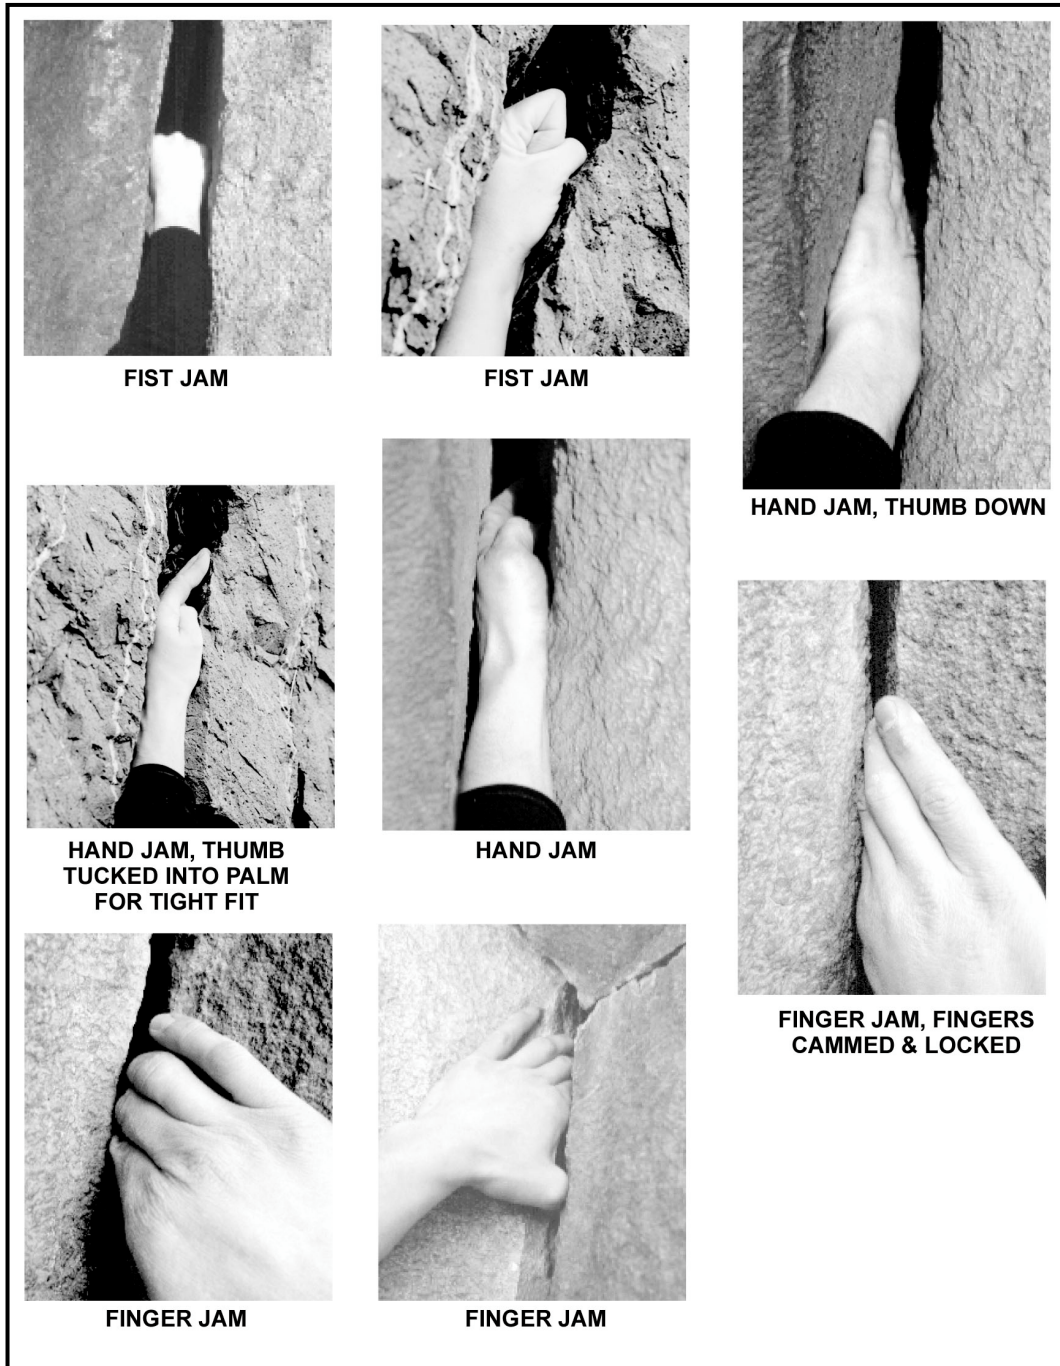 FIST JAM
FIST JAM
HAND JAM, THUMB DOWN
HAND JAM, THUMB
TUCKED INTO PALM
FOR TIGHT FIT
HAND JAM
FINGER JAM, FINGERS
CAMMED & LOCKED
FINGER JAM
FINGER JAM